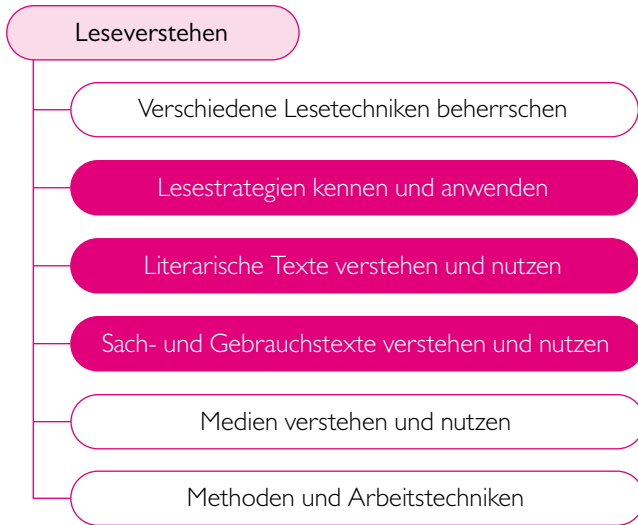 Leseverstehen
Verschiedene Lesetechniken beherrschen
Lesestrategien kennen und anwenden
Literarische Texte verstehen und nutzen
Sach- und Gebrauchstexte verstehen und nutzen
Medien verstehen und nutzen
Methoden und Arbeitstechniken